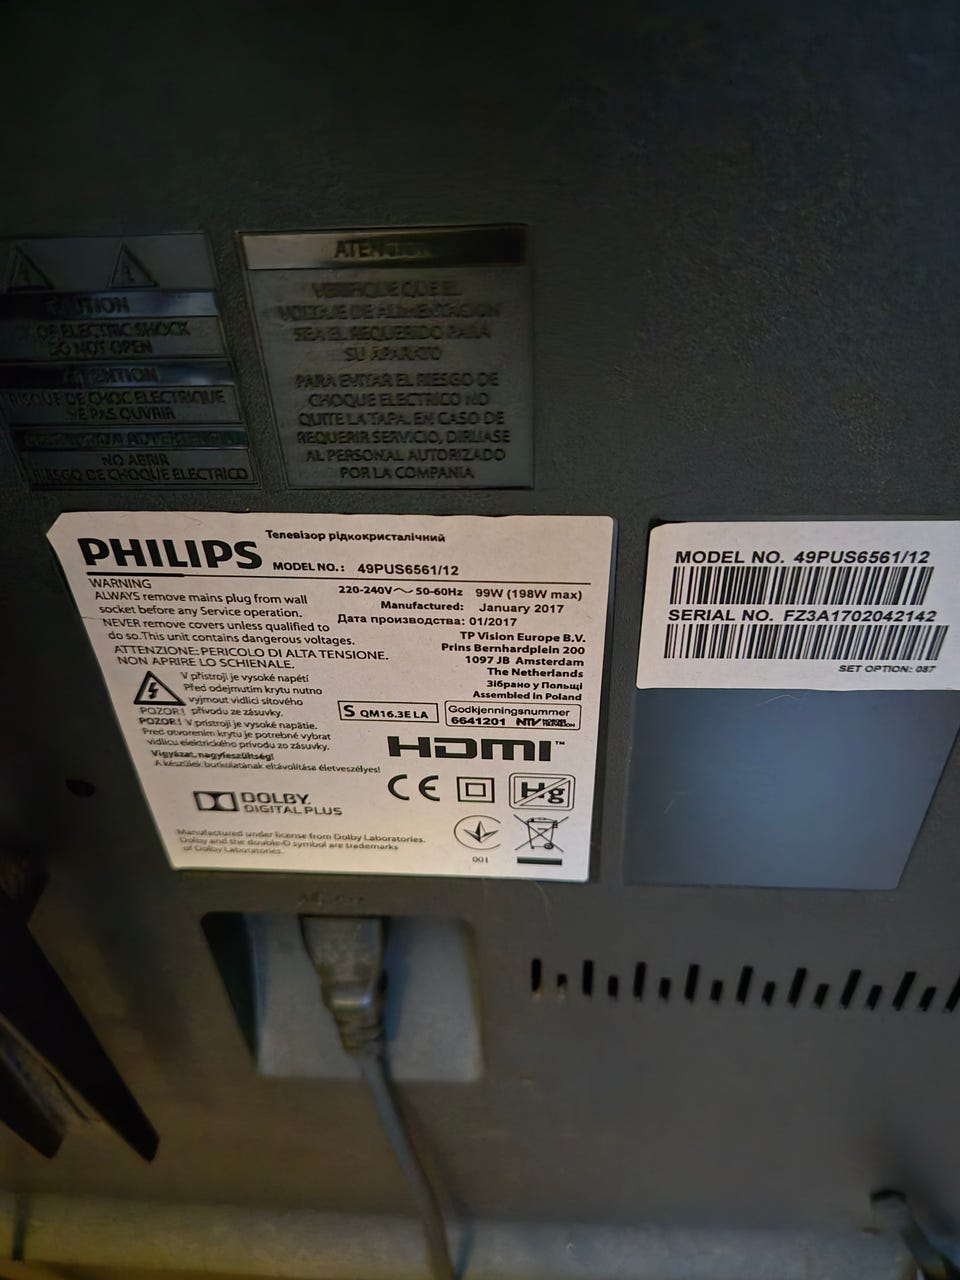 CAUTION
OF ELECTRIC SHOCK
DO NOT OPEN
ATTENTION
RISQUE DE CHOC ELECTRIQUE
NE PAS OUVRIR
NO ABRIR
RIESGO DE CHOQUE ELECTRICO
ATENCION
VERIFIQUE QUE EL
VOLTAJE DE ALIMENTACION
SEA EL REQUERIDO PARA
SU APARATO
PARA EVITAR EL RIESGO DE
CHOQUE ELECTRICO NO
QUITE LA TAPA. EN CASO DE
REQUERIR SERVICIO, DIRIJASE
AL PERSONAL AUTORIZADO
POR LA COMPANIA
PHILIPS
Телевізор рідкокристалічний
MODEL NO.: 49PUS6561/12
WARNING
ALWAYS remove mains plug from wall
socket before any Service operation.
NEVER remove covers unless qualified to
do so. This unit contains dangerous voltages.
ATTENZIONE: PERICOLO DI ALTA TENSIONE.
NON APRIRE LO SCHIENALE.
V přístroji je vysoké napětí
Před odejmutím krytu nutno
vyjmout vidlici síťového
POZOR! přívodu ze zásuvky.
POZOR! V prístroji je vysoké napätie.
Pred otvorením krytu je potrebné vybrat
vidlicu elektrického prívodu zo zásuvky.
Vigyázat, nagyfeszültség!
A készülék burkolatának eltávolítása életveszélyes!
220-240V~ 50-60Hz 99W (198W max)
Manufactured: January 2017
Дата производства: 01/2017
TP Vision Europe B.V.
Prins Bernhardplein 200
1097 JB Amsterdam
The Netherlands
Зібрано у Польщі
Assembled in Poland
S QM16.3E LA
Godkjenningsnummer
6641201 NTV
HDMI™
CE
Hg
DOLBY
DIGITAL PLUS
Manufactured under license from Dolby Laboratories.
Dolby and the double-D symbol are trademarks
of Dolby Laboratories.
001
MODEL NO. 49PUS6561/12
SERIAL NO. FZ3A1702042142
SET OPTION: 087